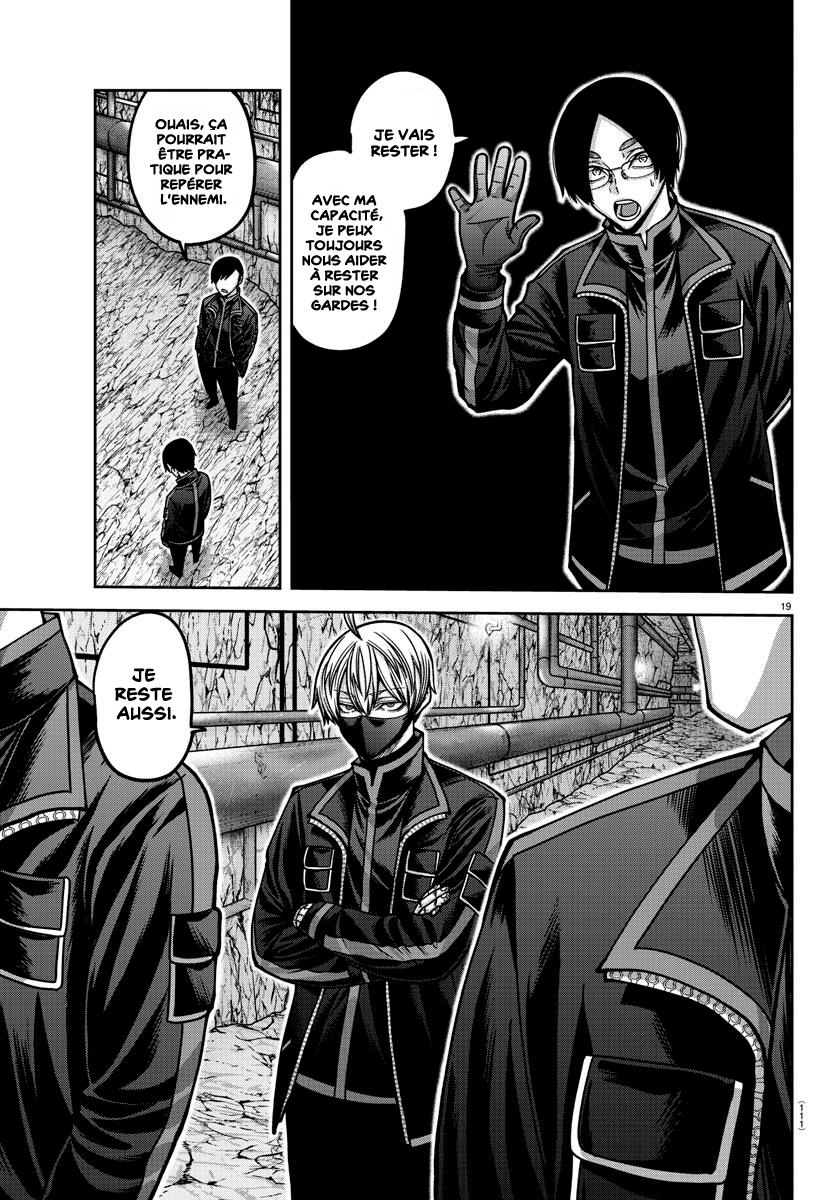 JE VAIS
RESTER !
AVEC MA
CAPACITÉ,
JE PEUX
TOUJOURS
NOUS AIDER
À RESTER
SUR NOS
GARDES !
OUAIS, ÇA
POURRAIT
ÊTRE PRA-
TIQUE POUR
REPÉRER
L'ENNEMI.
19
JE
RESTE
AUSSI.
(111)